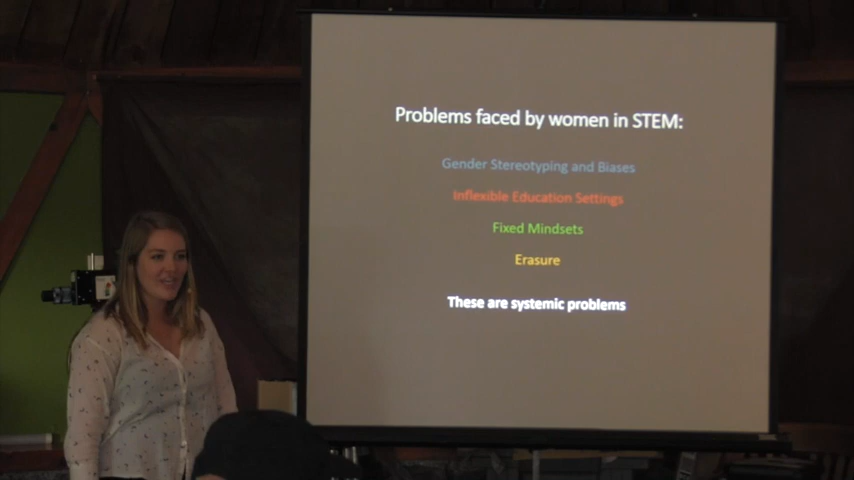 Problems faced by women in STEM:
Gender Stereotyping and Biases
Inflexible Education Settings
Fixed Mindsets
Erasure
These are systemic problems